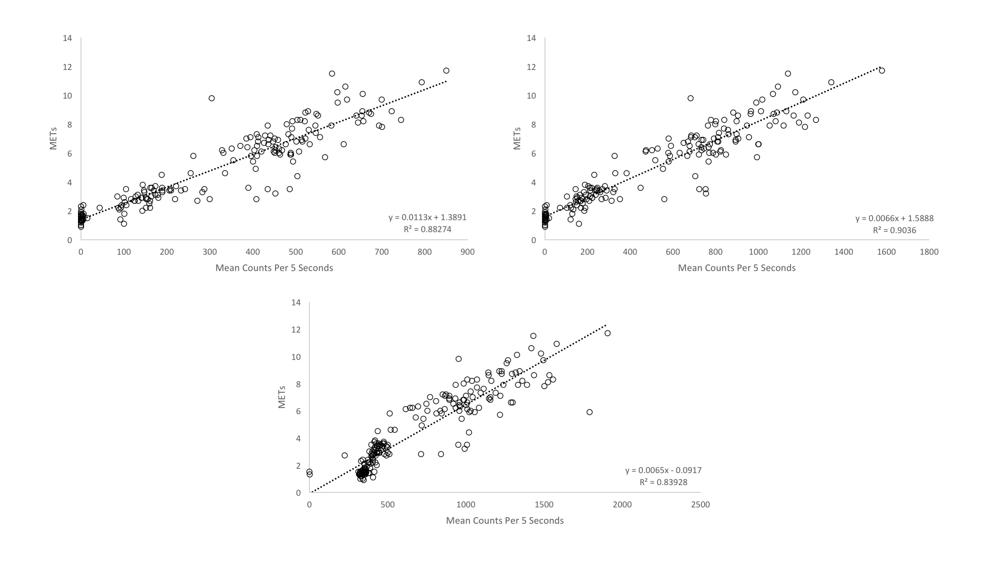 14
12
10
8
6
4
2
0
METs
y = 0.0113x + 1.3891
R² = 0.88274
0 100 200 300 400 500 600 700 800 900
Mean Counts Per 5 Seconds
14
12
10
8
6
4
2
0
METs
y = 0.0066x + 1.5888
R² = 0.9036
0 200 400 600 800 1000 1200 1400 1600 1800
Mean Counts Per 5 Seconds
14
12
10
8
6
4
2
0
METs
y = 0.0065x - 0.0917
R² = 0.83928
0 500 1000 1500 2000 2500
Mean Counts Per 5 Seconds